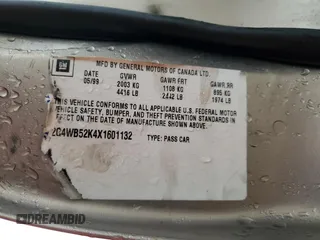 GM
MFD BY GENERAL MOTORS OF CANADA LTD.
DATE GVWR GAWR FRT GAWR RR
05/99 2003 KG 1108 KG 895 KG
4416 LB 2442 LB 1974 LB
THIS VEHICLE CONFORMS TO ALL APPLICABLE U.S. FEDERAL MOTOR
VEHICLE SAFETY, BUMPER, AND THEFT PREVENTION STANDARDS IN
EFFECT ON THE DATE OF MANUFACTURE SHOWN ABOVE.
2G4WB52K4X1601132 TYPE: PASS CAR
DREAMBID